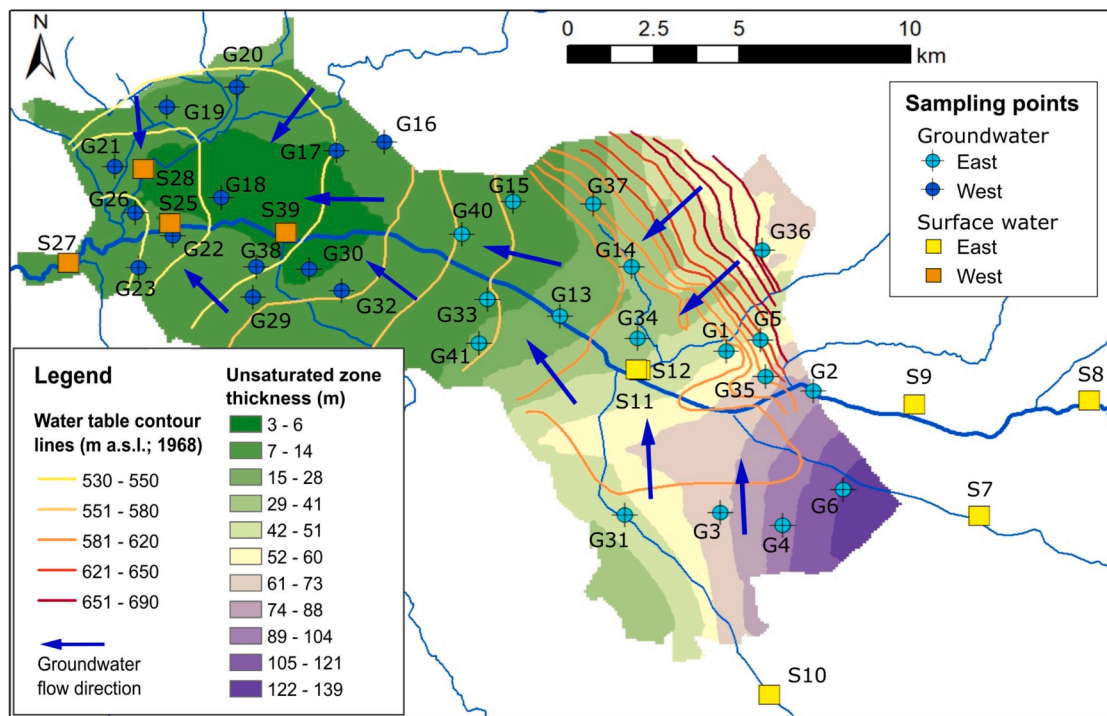 N
0 2.5 5 10
km
Sampling points
Groundwater
East
West
Surface water
East
West
G20
G19
G16
G21
G17
S28
G18
G15
G37
G26
S25
S39
G40
G36
G22
G14
S27
G38
G30
G23
G32
G33
G13
G29
G34
G1
G5
G41
S12
G35
G2
S9
S8
S11
G6
S7
G31
G3
G4
S10
Legend
Water table contour
lines (m a.s.l.; 1968)
530 - 550
551 - 580
581 - 620
621 - 650
651 - 690
Groundwater
flow direction
Unsaturated zone
thickness (m)
3 - 6
7 - 14
15 - 28
29 - 41
42 - 51
52 - 60
61 - 73
74 - 88
89 - 104
105 - 121
122 - 139